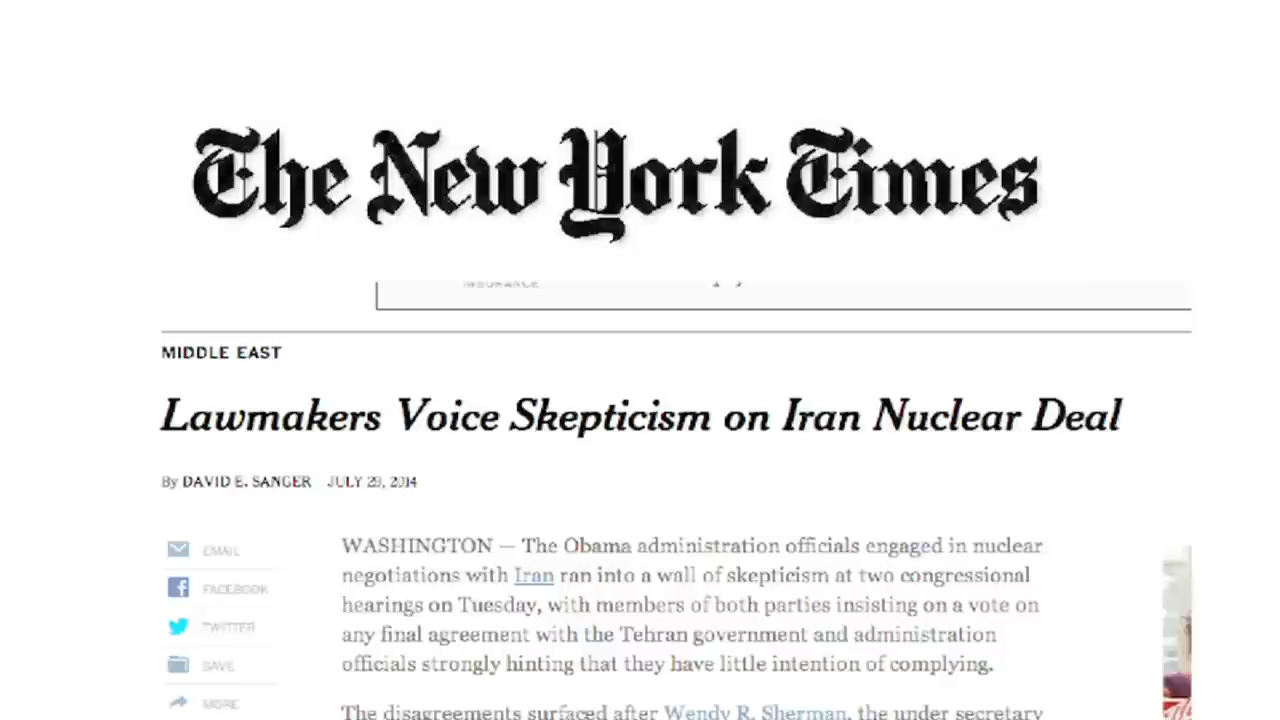 The New York Times
INSURANCE
MIDDLE EAST
Lawmakers Voice Skepticism on Iran Nuclear Deal
By DAVID E. SANGER JULY 29, 2014
EMAIL
FACEBOOK
TWITTER
SAVE
MORE
WASHINGTON — The Obama administration officials engaged in nuclear
negotiations with Iran ran into a wall of skepticism at two congressional
hearings on Tuesday, with members of both parties insisting on a vote on
any final agreement with the Tehran government and administration
officials strongly hinting that they have little intention of complying.
The disagreements surfaced after Wendy R. Sherman, the under secretary